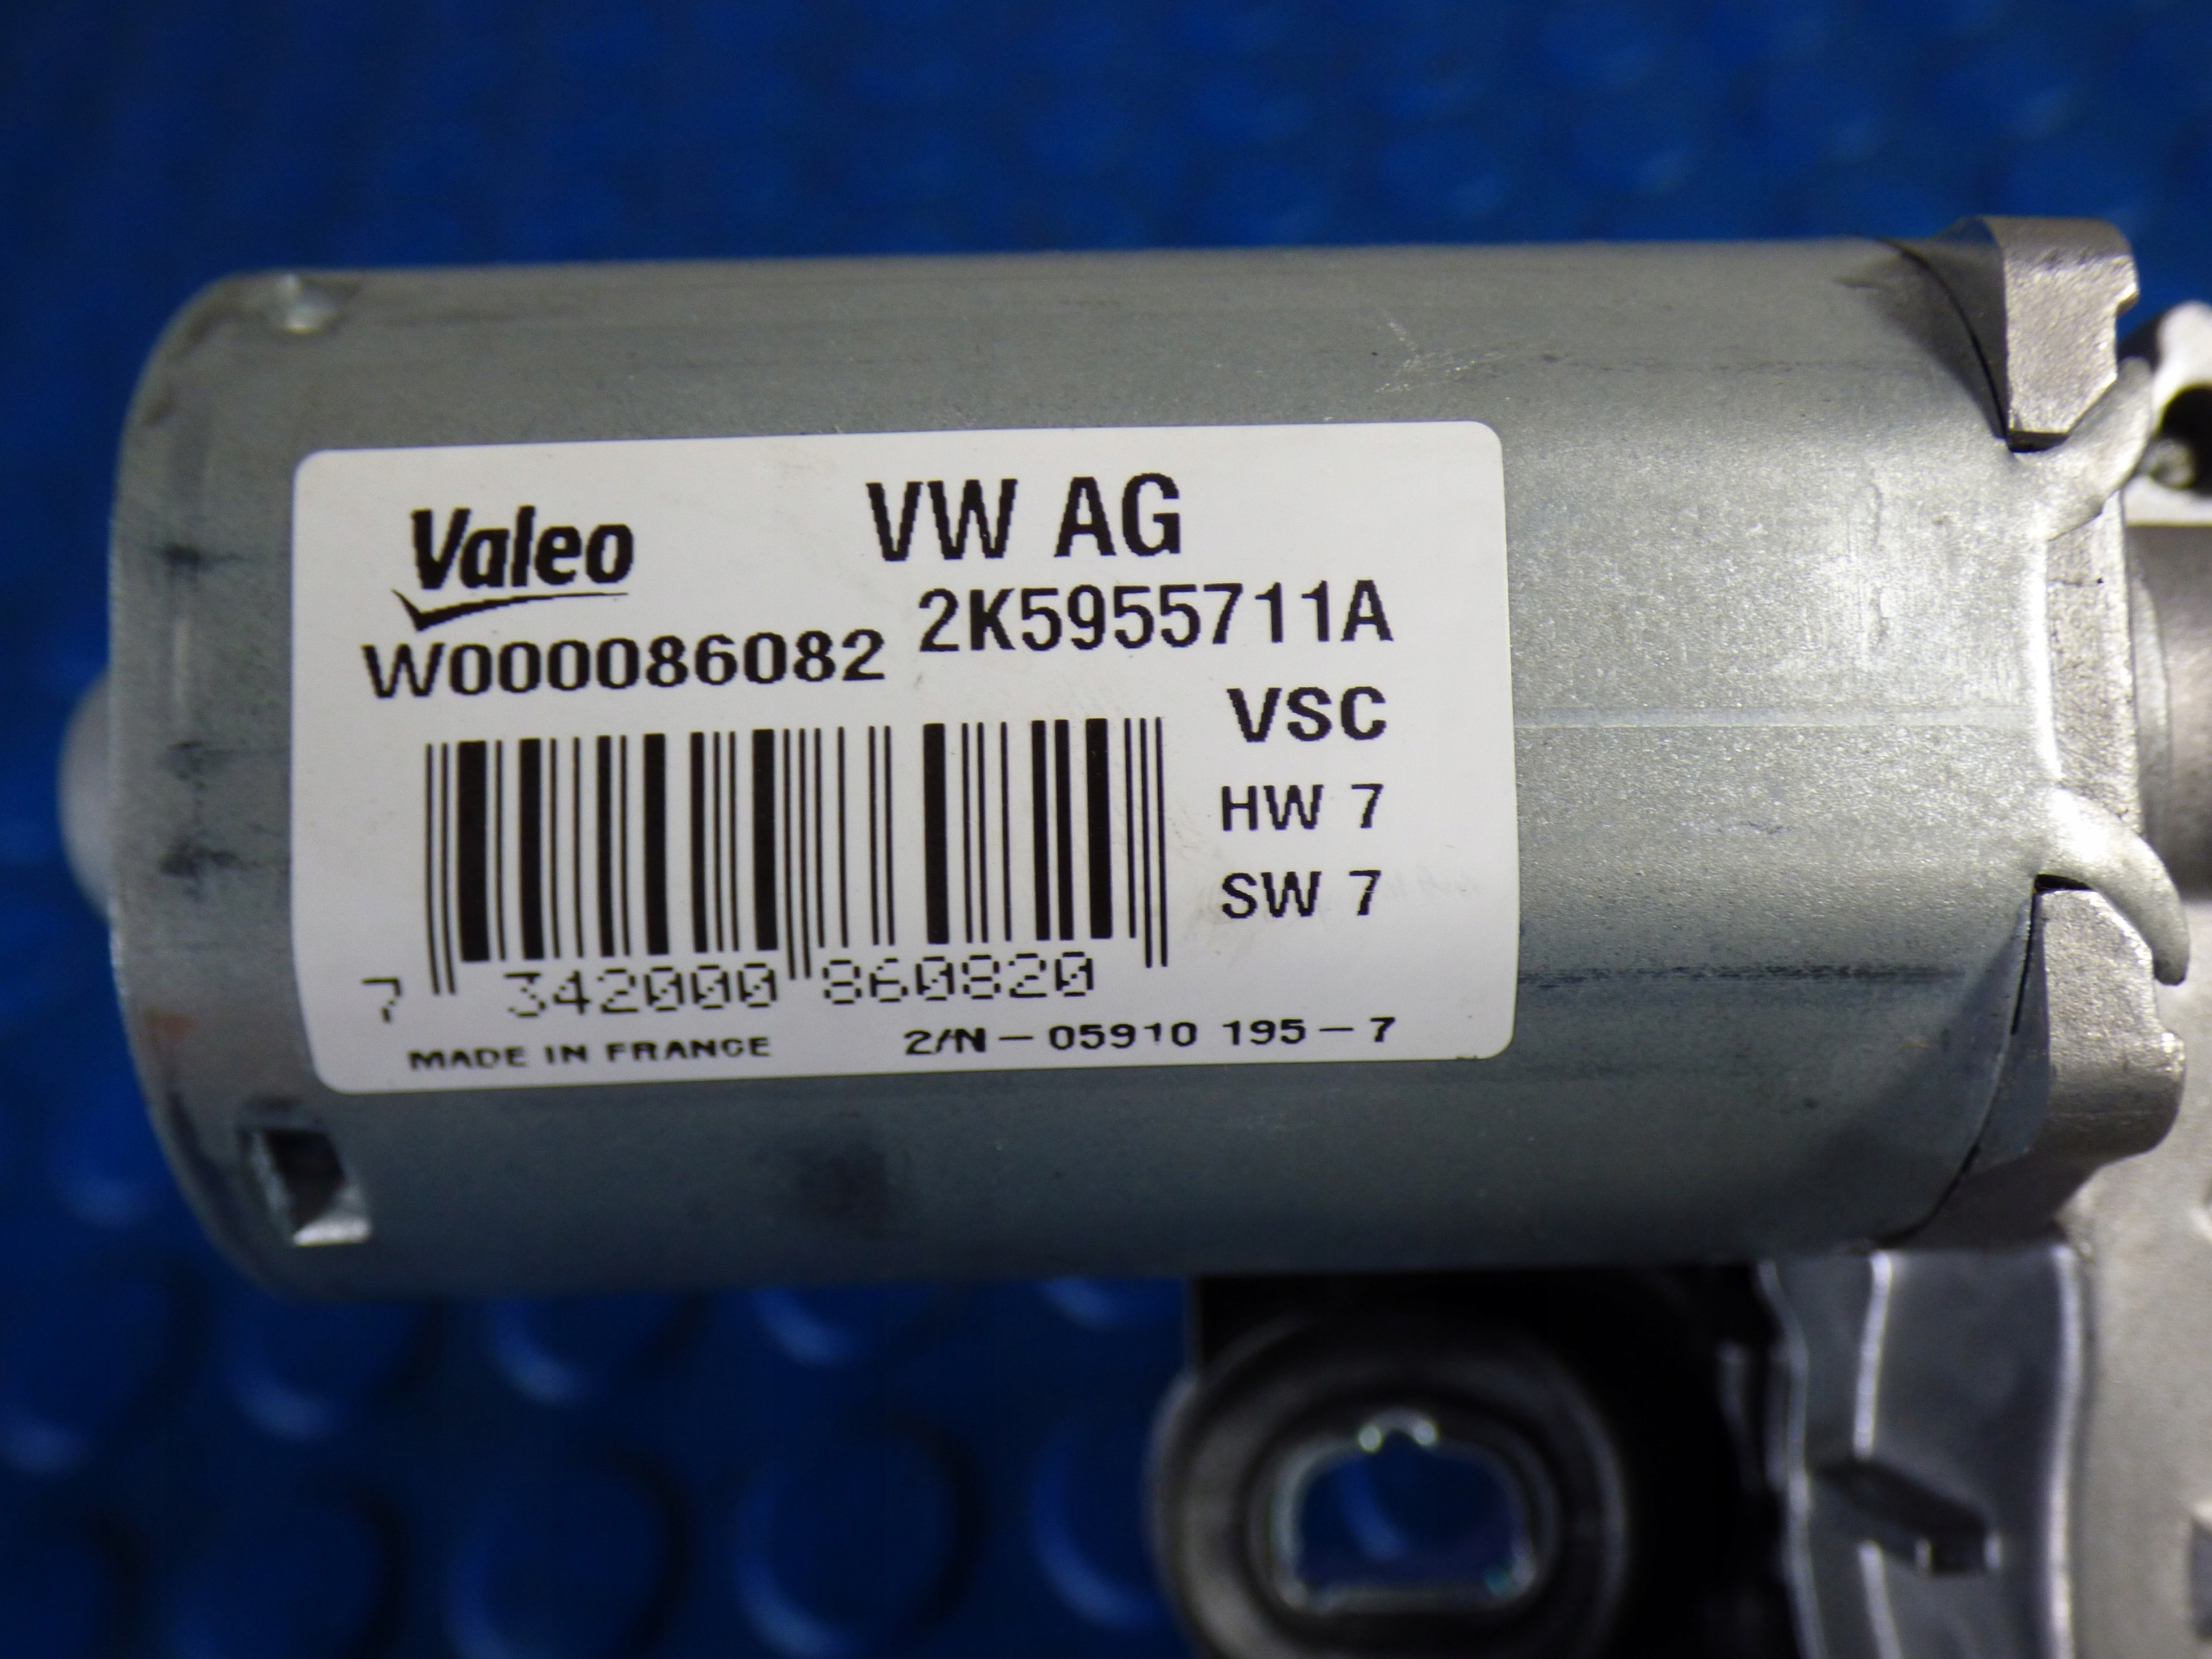 Valeo
VW AG
W000086082
2K5955711A
VSC
HW 7
SW 7
7 342000 860820
MADE IN FRANCE
2/N - 05910 195 - 7